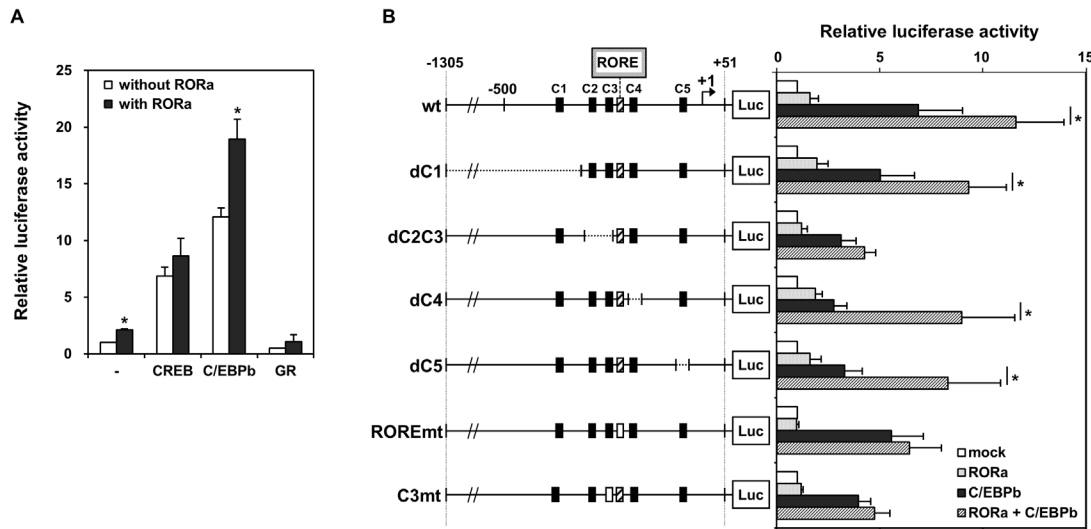 A
Relative luciferase activity
25
20
15
10
5
0
without RORa
with RORa
*
*
- CREB C/EBPb GR
B
Relative luciferase activity
0 5 10 15
RORE
-1305 +51
-500 C1 C2 C3 C4 C5 +1
wt Luc *
dC1 Luc *
dC2C3 Luc
dC4 Luc *
dC5 Luc *
ROREmt Luc
C3mt Luc
mock
RORa
C/EBPb
RORa + C/EBPb